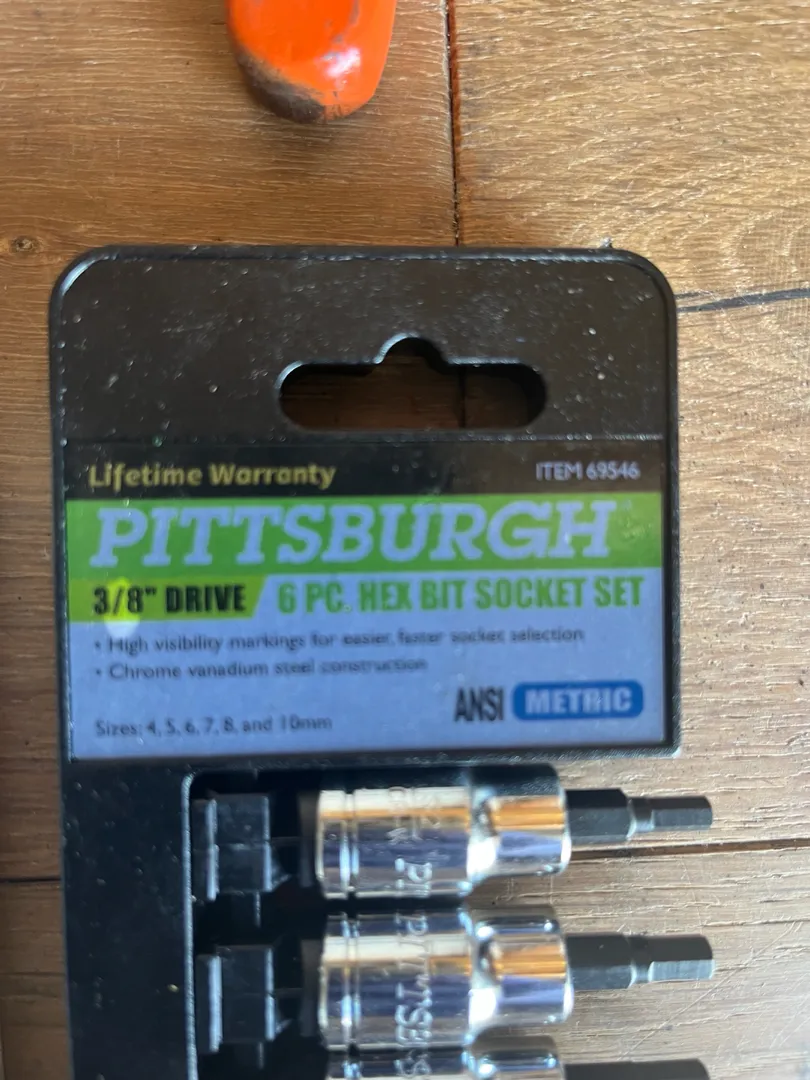 Lifetime Warranty
ITEM 69546
PITTSBURGH
3/8" DRIVE
6 PC. HEX BIT SOCKET SET
• High visibility markings for easier, faster socket selection
• Chrome vanadium steel construction
ANSI METRIC
Sizes: 4, 5, 6, 7, 8, and 10mm